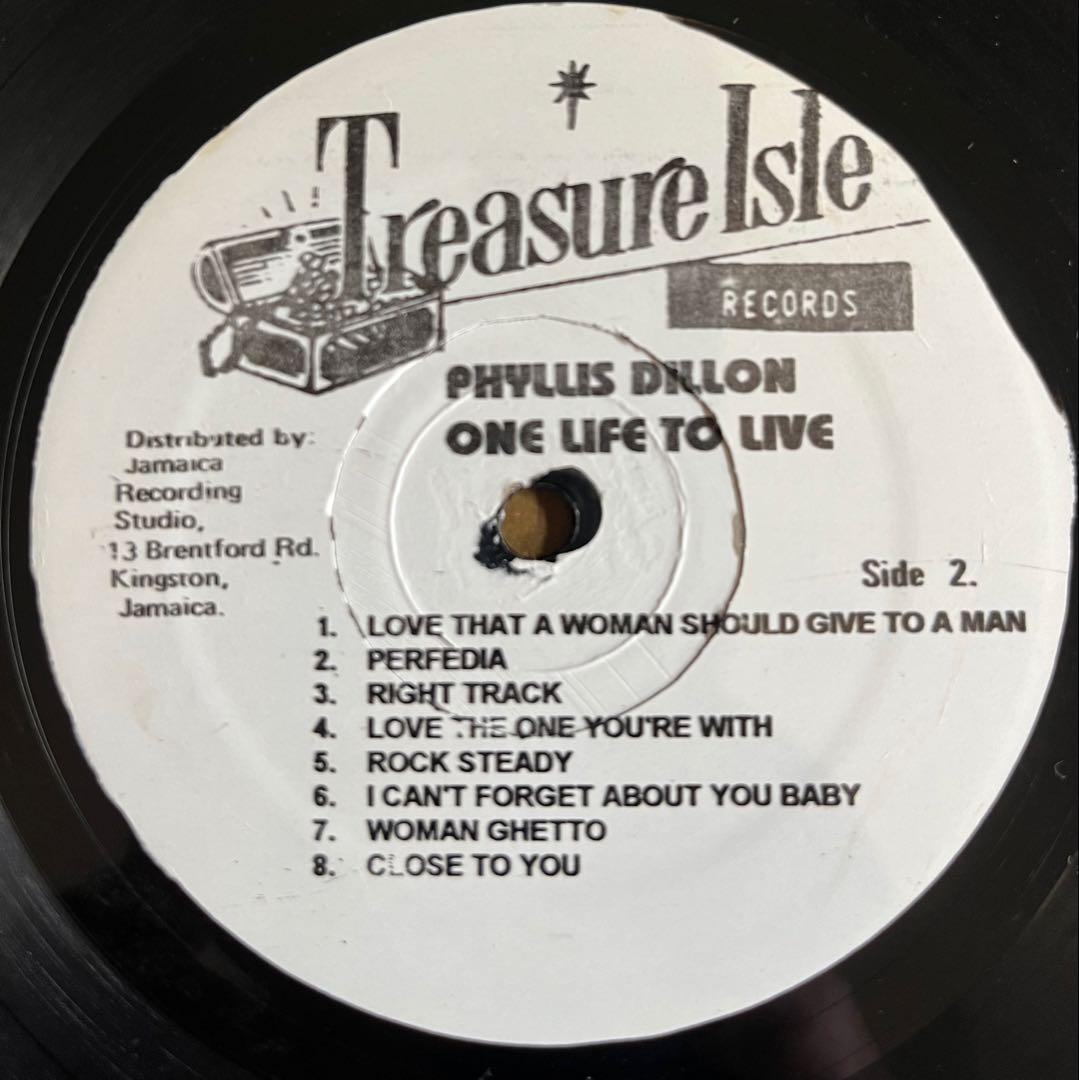 Treasure Isle
RECORDS
PHYLLIS DILLON
ONE LIFE TO LIVE
Distributed by:
Jamaica
Recording
Studio,
13 Brentford Rd.
Kingston,
Jamaica.
Side 2.
1. LOVE THAT A WOMAN SHOULD GIVE TO A MAN
2. PERFEDIA
3. RIGHT TRACK
4. LOVE THE ONE YOU'RE WITH
5. ROCK STEADY
6. I CAN'T FORGET ABOUT YOU BABY
7. WOMAN GHETTO
8. CLOSE TO YOU